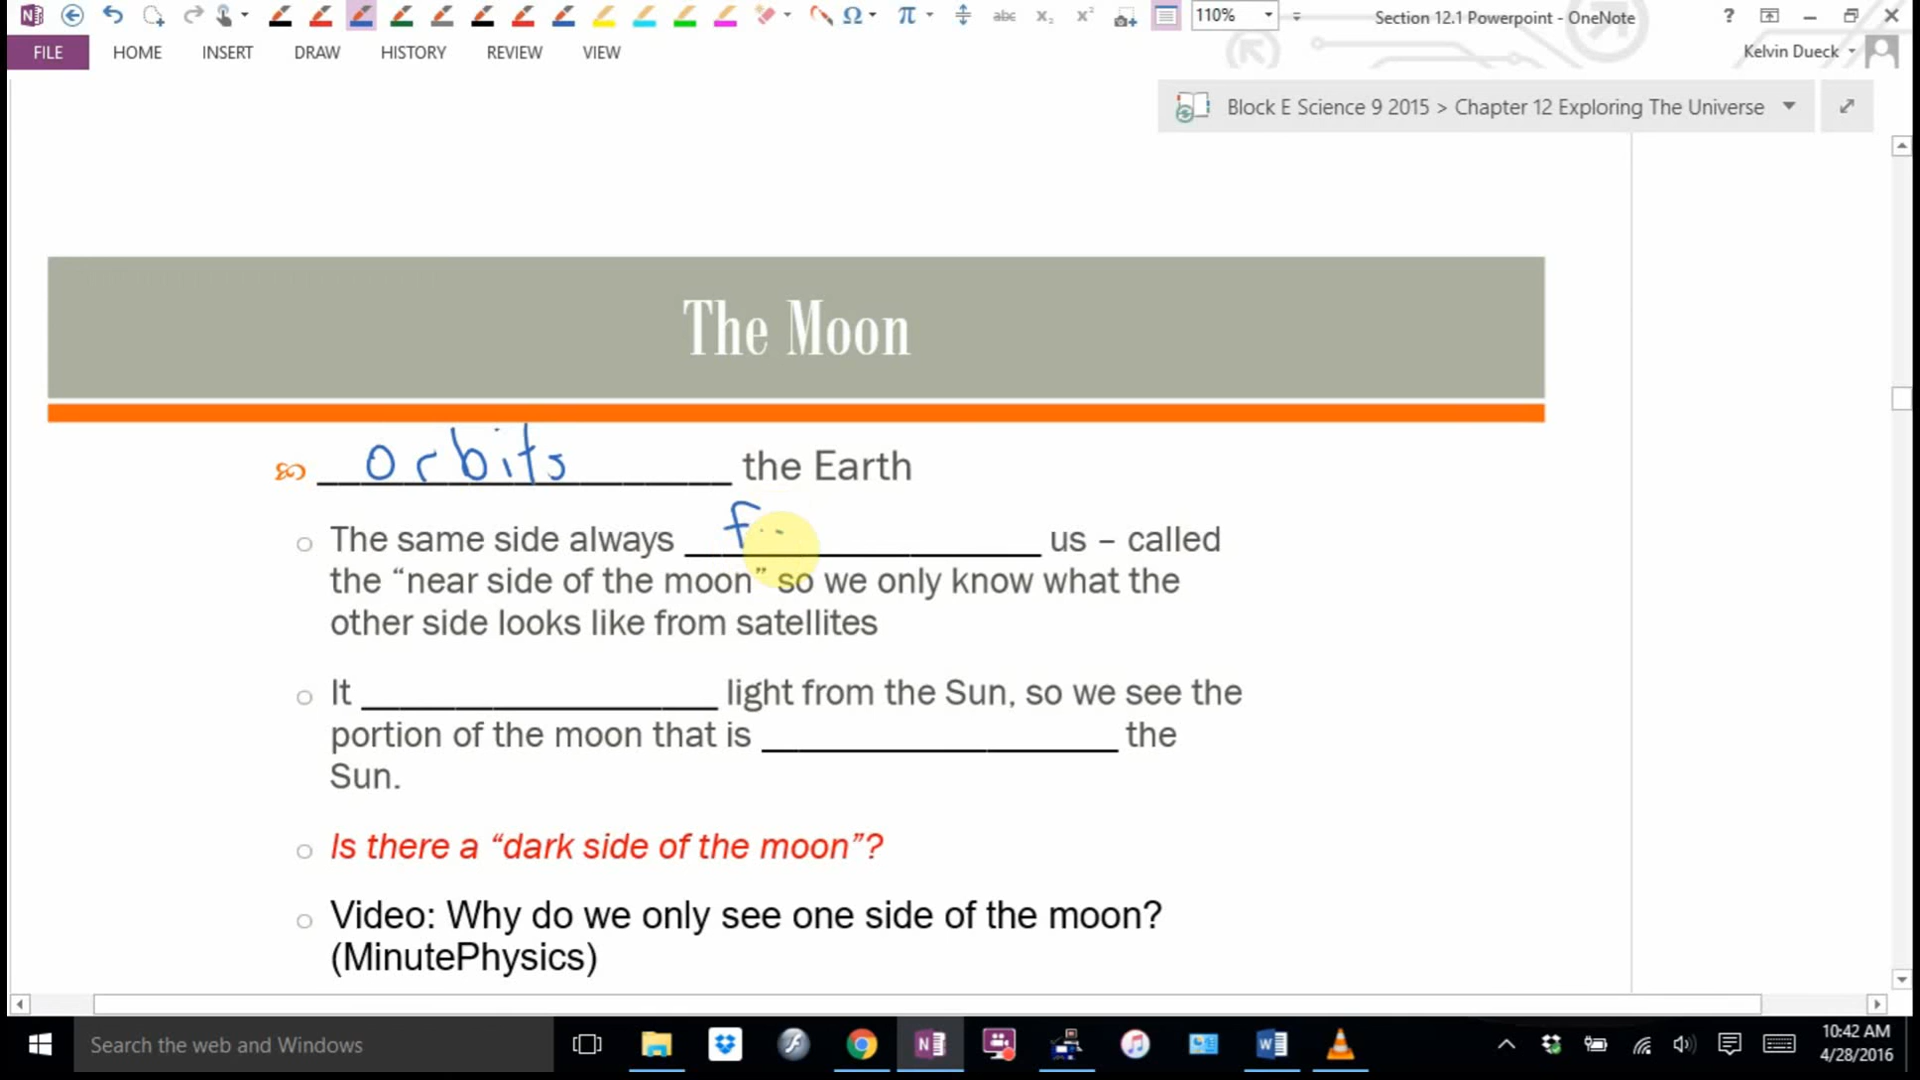 110%
Section 12.1 Powerpoint - OneNote
FILE HOME INSERT DRAW HISTORY REVIEW VIEW
Kelvin Dueck
Block E Science 9 2015 > Chapter 12 Exploring The Universe
The Moon
orbits the Earth
The same side always f us – called
the “near side of the moon” so we only know what the
other side looks like from satellites
It ____________ light from the Sun, so we see the
portion of the moon that is ____________ the
Sun.
Is there a “dark side of the moon”?
Video: Why do we only see one side of the moon?
(MinutePhysics)
Search the web and Windows
10:42 AM
4/28/2016